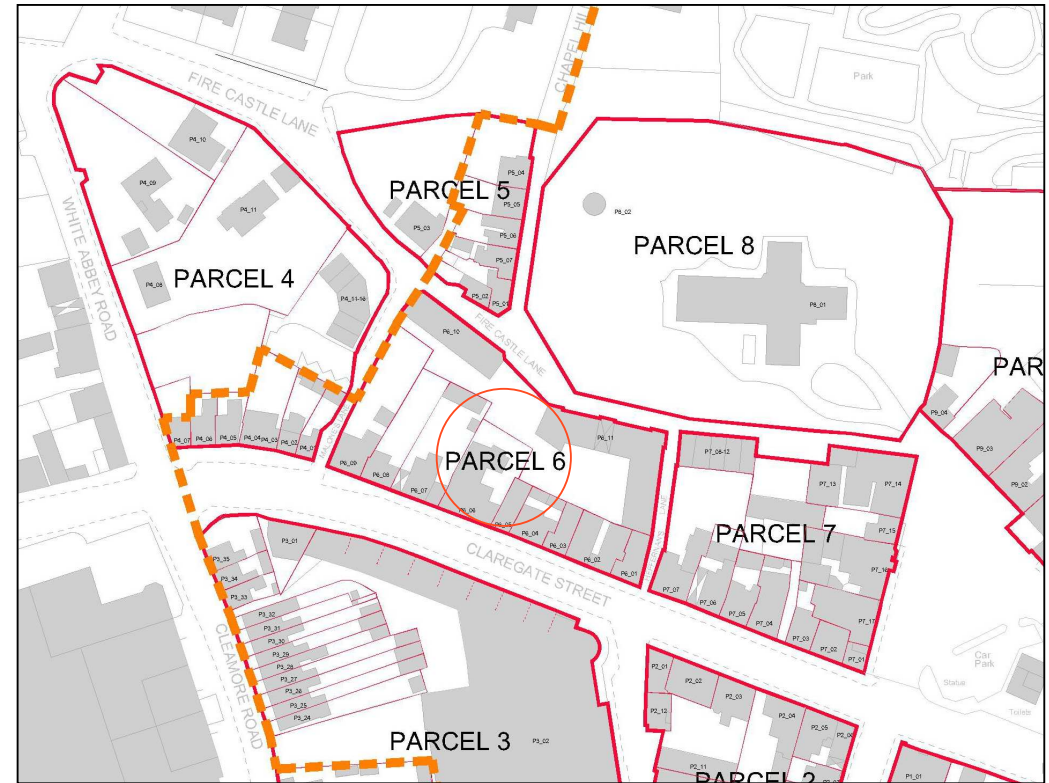 CHAPEL HIL
Park
FIRE CASTLE LANE
P4_10
P5_04
PARCEL 5
P4_09
P5_05
P8_02
P4_11
WHITE ABBEY ROAD
P5_03
P5_06
PARCEL 8
P5_07
PARCEL 4
P4_08
P5_02
P5_01
P4_11-16
P8_01
FIRE CASTLE LANE
P6_10
PAR
P9_04
P4_07
P4_06
P4_05
P4_04
P4_03
P4_02
P6_11
P9_03
P7_08-12
PARCEL 6
P6_09
P6_08
P6_07
P7_13
P7_14
P9_02
LANE
P6_06
P6_05
P6_04
P6_03
P6_02
P6_01
P7_15
PARCEL 7
P3_01
CLAREGATE STREET
P7_16
P3_35
P3_34
P3_33
P7_07
P7_06
P7_05
P7_04
P7_17
P3_32
P3_31
P3_30
P3_29
P3_28
P3_27
P3_26
P3_25
P3_24
P7_03
P7_02
P7_01
Car
Park
Statue
Toilets
CLEAMORE ROAD
P2_01
P2_02
P2_03
P2_12
P2_04
P2_05
PARCEL 3
P3_02
P2_11
PARCEL 2
P1_01